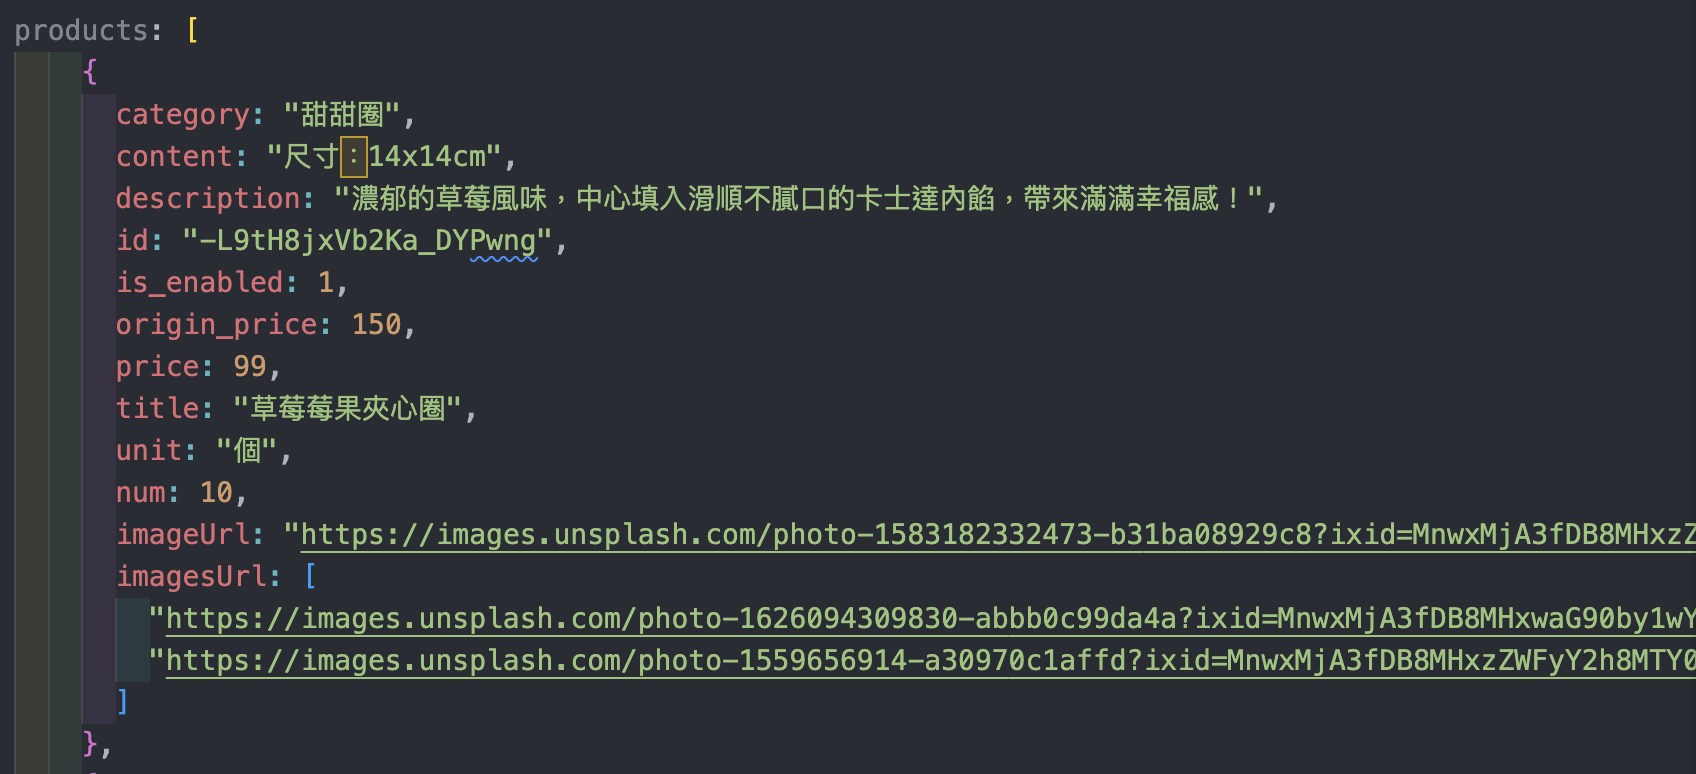 products: [
{
category: "甜甜圈",
content: "尺寸：14x14cm",
description: "濃郁的草莓風味，中心填入滑順不膩口的卡士達內餡，帶來滿滿幸福感！",
id: "-L9tH8jxVb2Ka_DYPwng",
is_enabled: 1,
origin_price: 150,
price: 99,
title: "草莓莓果夾心圈",
unit: "個",
num: 10,
imageUrl: "https://images.unsplash.com/photo-1583182332473-b31ba08929c8?ixid=MnwxMjA3fDB8MHxzZ
imagesUrl: [
"https://images.unsplash.com/photo-1626094309830-abbb0c99da4a?ixid=MnwxMjA3fDB8MHxwaG90by1wY
"https://images.unsplash.com/photo-1559656914-a30970c1affd?ixid=MnwxMjA3fDB8MHxzZWFyY2h8MTY0
]
},